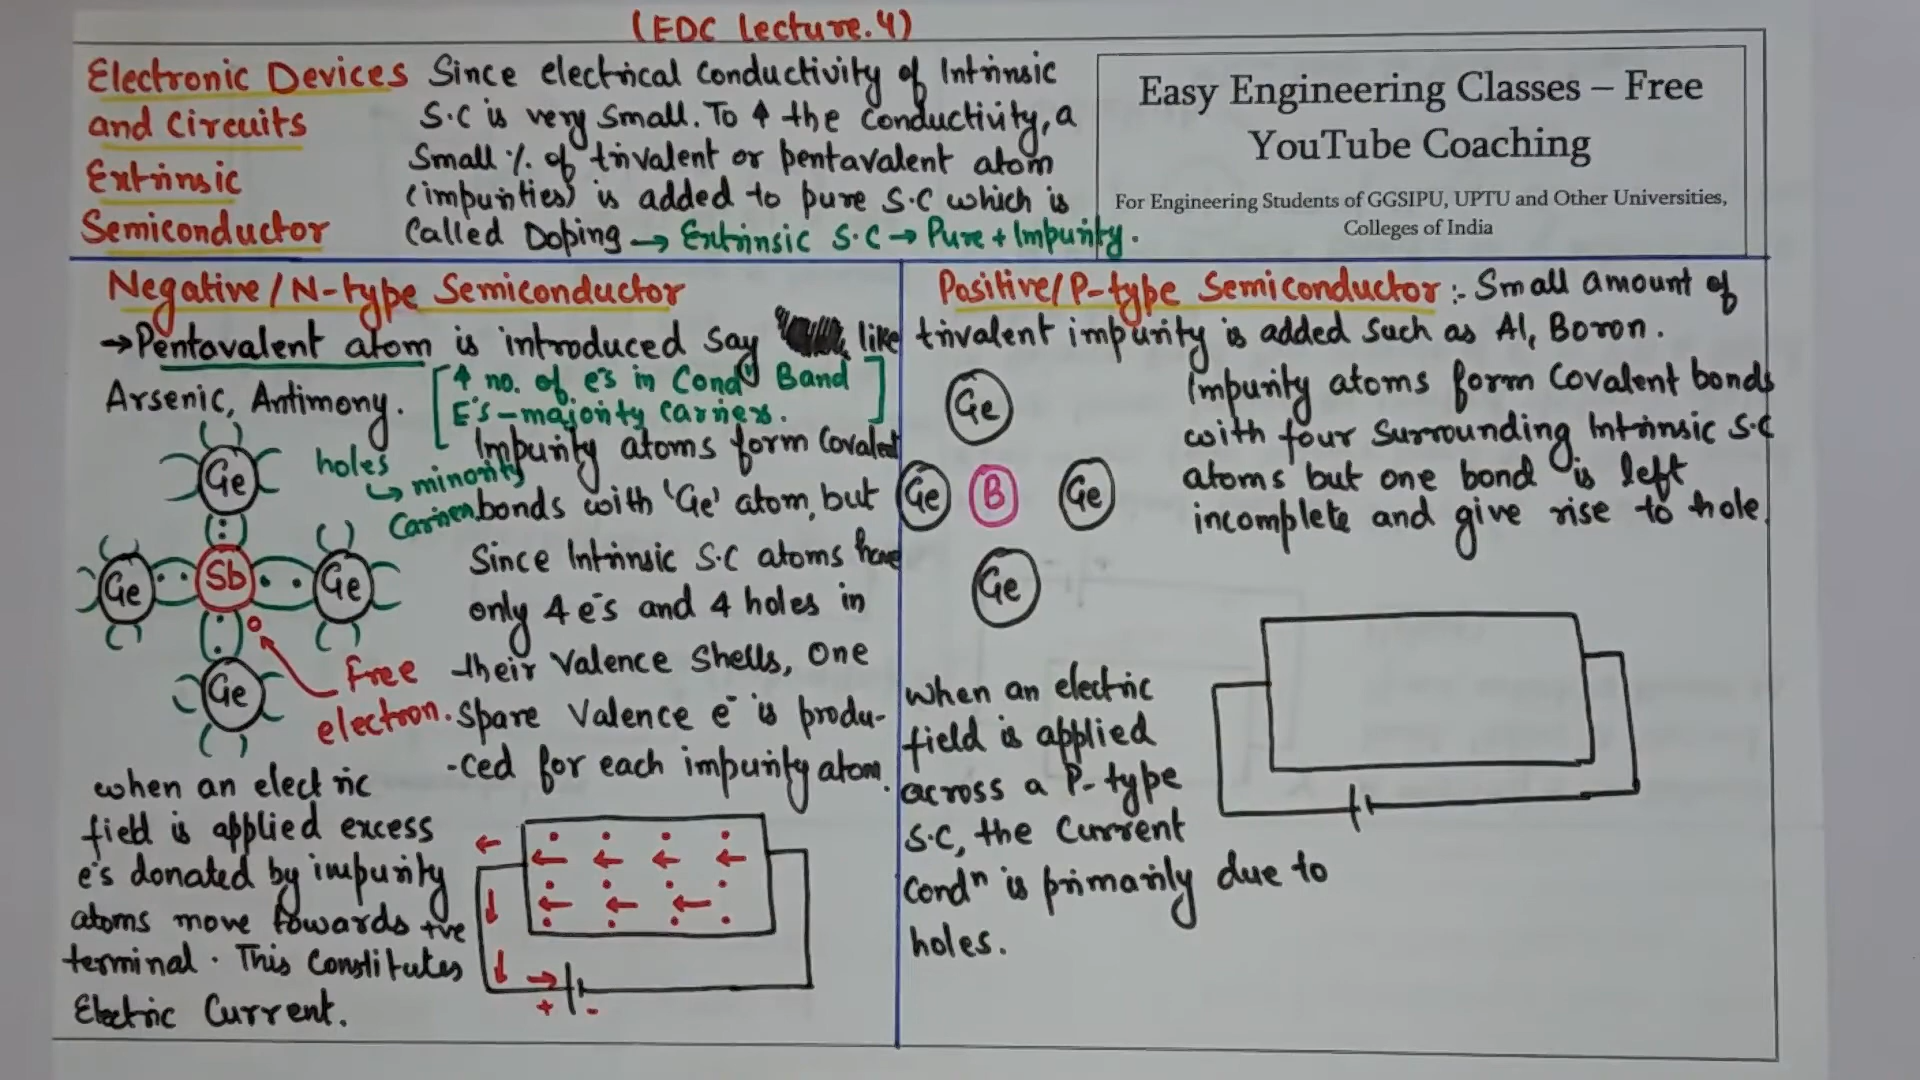 (EDC Lecture.4)
Electronic Devices
and Circuits
Extrinsic
Semiconductor
Since electrical conductivity of Intrinsic
S.C is very small. To ↑ the conductivity, a
Small % of trivalent or pentavalent atom
(impurities) is added to pure S.C which is
Called Doping → Extrinsic S.C → Pure + Impurity.
Easy Engineering Classes – Free
YouTube Coaching
For Engineering Students of GGSIPU, UPTU and Other Universities,
Colleges of India
Negative/N-type Semiconductor
→ Pentavalent atom is introduced say like
Arsenic, Antimony.
[↑ no. of e's in Condⁿ Band
E's - majority carriers.]
holes
↳ minority
Carriers.
Impurity atoms form Covalent
bonds with 'Ge' atom, but
Since Intrinsic S.C atoms have
only 4 e⁻s and 4 holes in
their Valence Shells, One
Spare Valence e⁻ is produ-
-ced for each impurity atom.
Ge
Ge
Sb
Ge
Ge
Free
electron.
when an electric
field is applied excess
e's donated by impurity
atoms move towards +ve
terminal. This Constitutes
Electric Current.
+ -
Positive/P-type Semiconductor :- Small amount of
trivalent impurity is added Such as Al, Boron.
Impurity atoms form Covalent bonds
with four Surrounding Intrinsic S.C
atoms but one bond is left
incomplete and give rise to hole.
Ge
Ge
B
Ge
Ge
when an electric
field is applied
across a P-type
S.C, the Current
Condⁿ is primarily due to
holes.